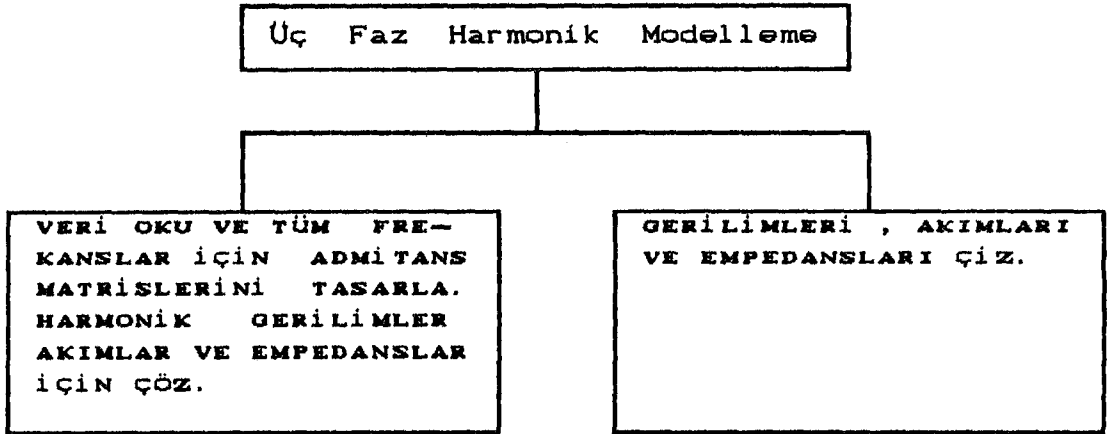 Üç Faz Harmonik Modelleme
VERİ OKU VE TÜM FRE-
KANSLAR İÇİN ADMİTANS
MATRİSLERİNİ TASARLA.
HARMONİK GERİLİMLER
AKIMLAR VE EMPEDANSLAR
İÇİN ÇÖZ.
GERİLİMLERİ , AKIMLARI
VE EMPEDANSLARI ÇİZ.